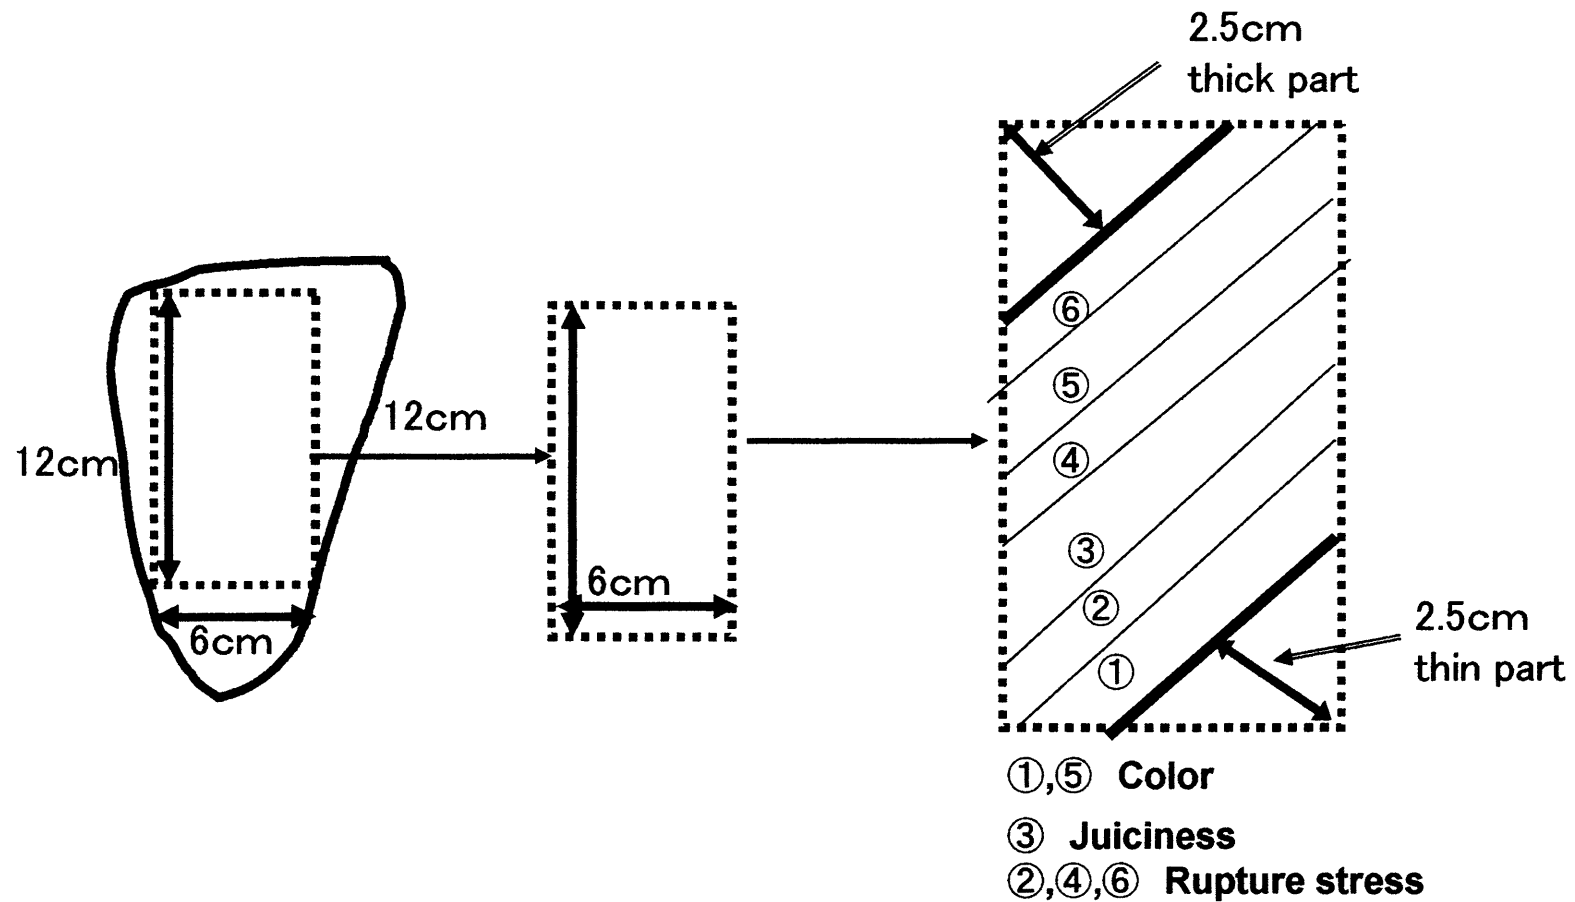 2.5cm
thick part
12cm
6cm
12cm
6cm
⑥
⑤
④
③
②
①
2.5cm
thin part
①,⑤ Color
③ Juiciness
②,④,⑥ Rupture stress